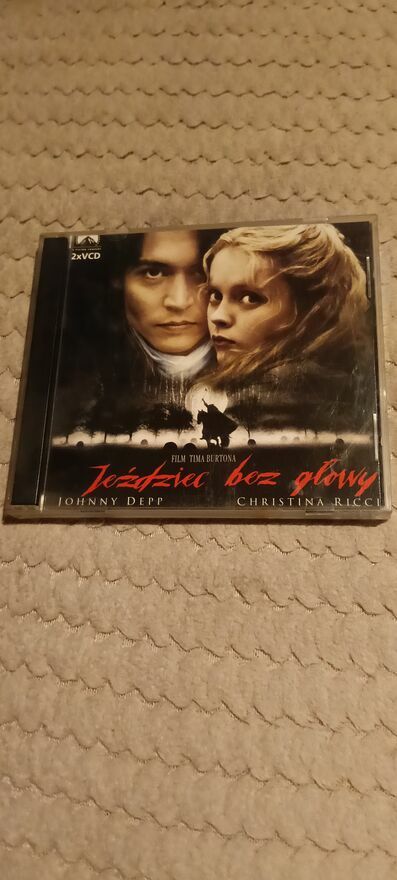 2xVCD
FILM TIMA BURTONA
Jeździec bez głowy
JOHNNY DEPP
CHRISTINA RICCI